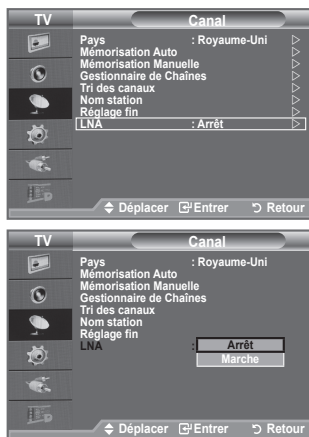 TV Canal
Pays : Royaume-Uni
Mémorisation Auto
Mémorisation Manuelle
Gestionnaire de Chaînes
Tri des canaux
Nom station
Réglage fin
LNA : Arrêt
Déplacer Entrer Retour
TV Canal
Pays : Royaume-Uni
Mémorisation Auto
Mémorisation Manuelle
Gestionnaire de Chaînes
Tri des canaux
Nom station
Réglage fin
LNA : Arrêt
Marche
Déplacer Entrer Retour